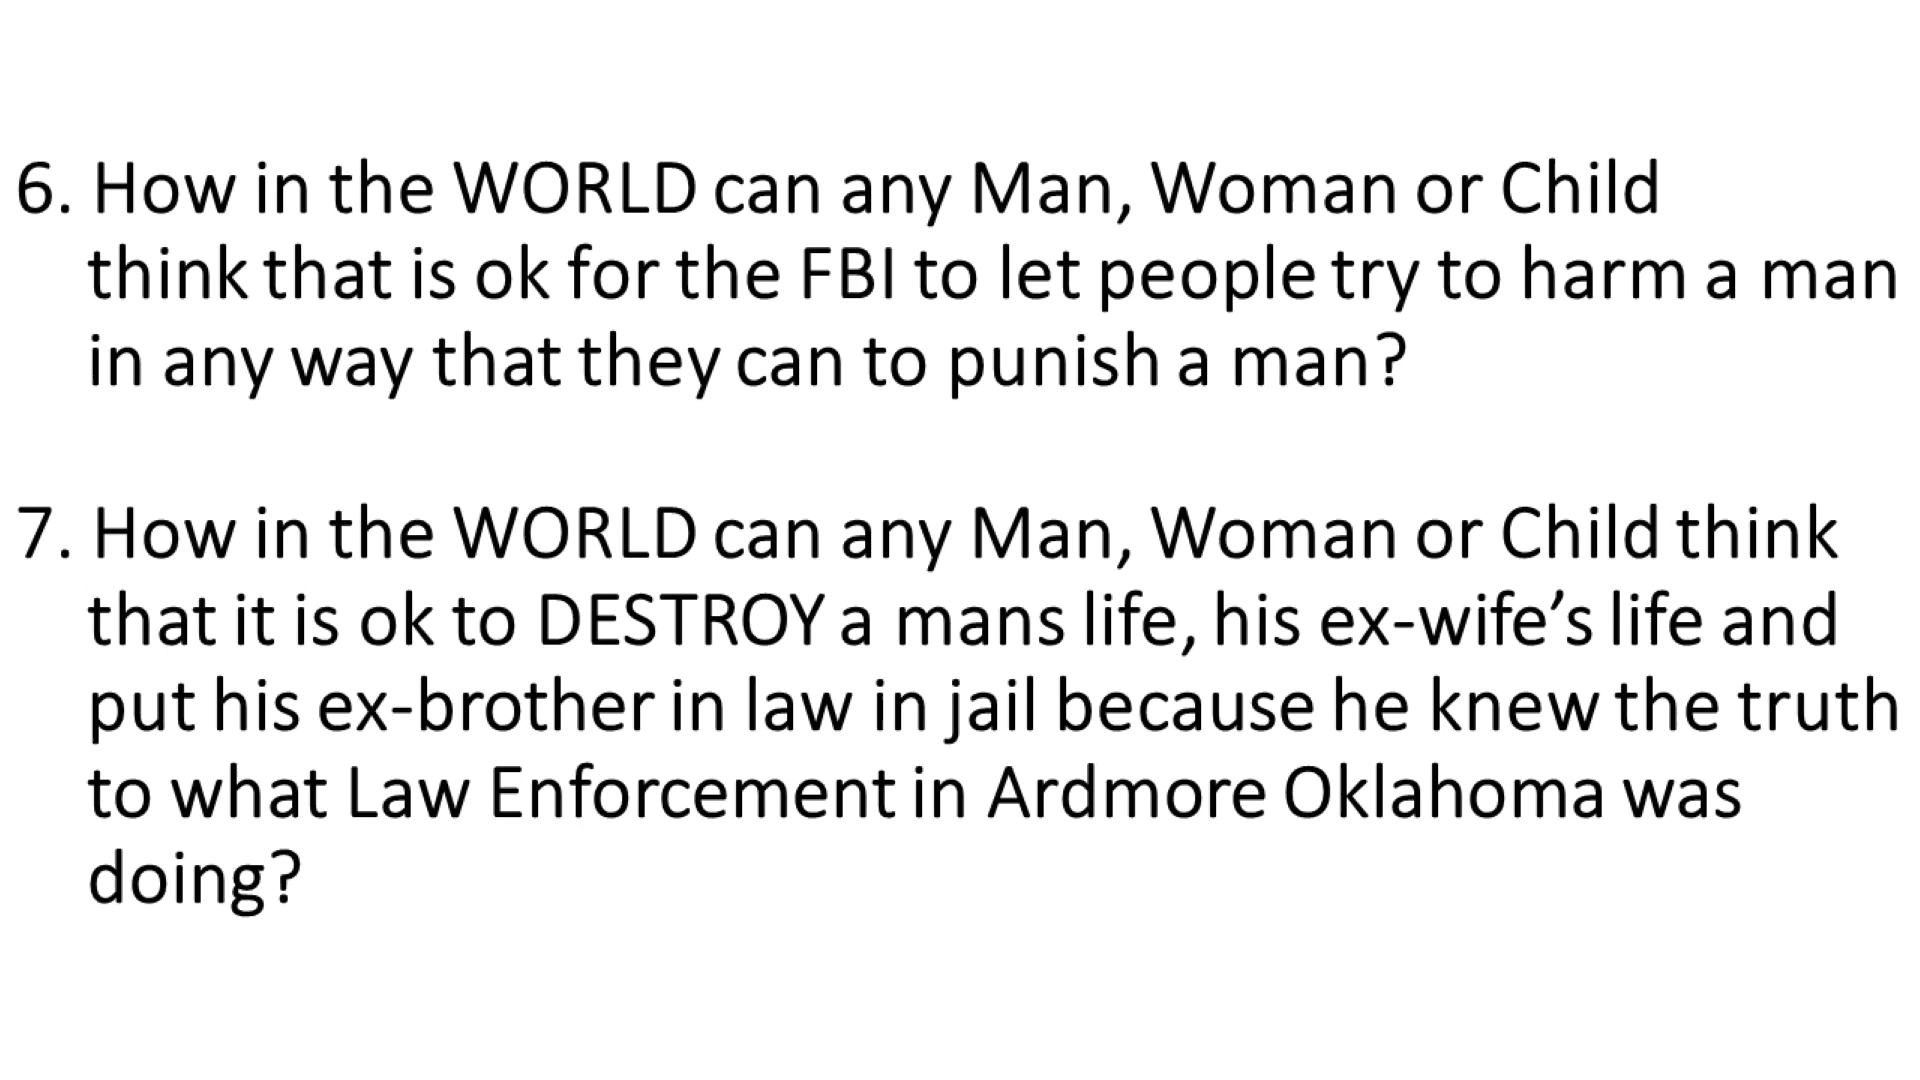 6. How in the WORLD can any Man, Woman or Child
think that is ok for the FBI to let people try to harm a man
in any way that they can to punish a man?
7. How in the WORLD can any Man, Woman or Child think
that it is ok to DESTROY a mans life, his ex-wife’s life and
put his ex-brother in law in jail because he knew the truth
to what Law Enforcement in Ardmore Oklahoma was
doing?